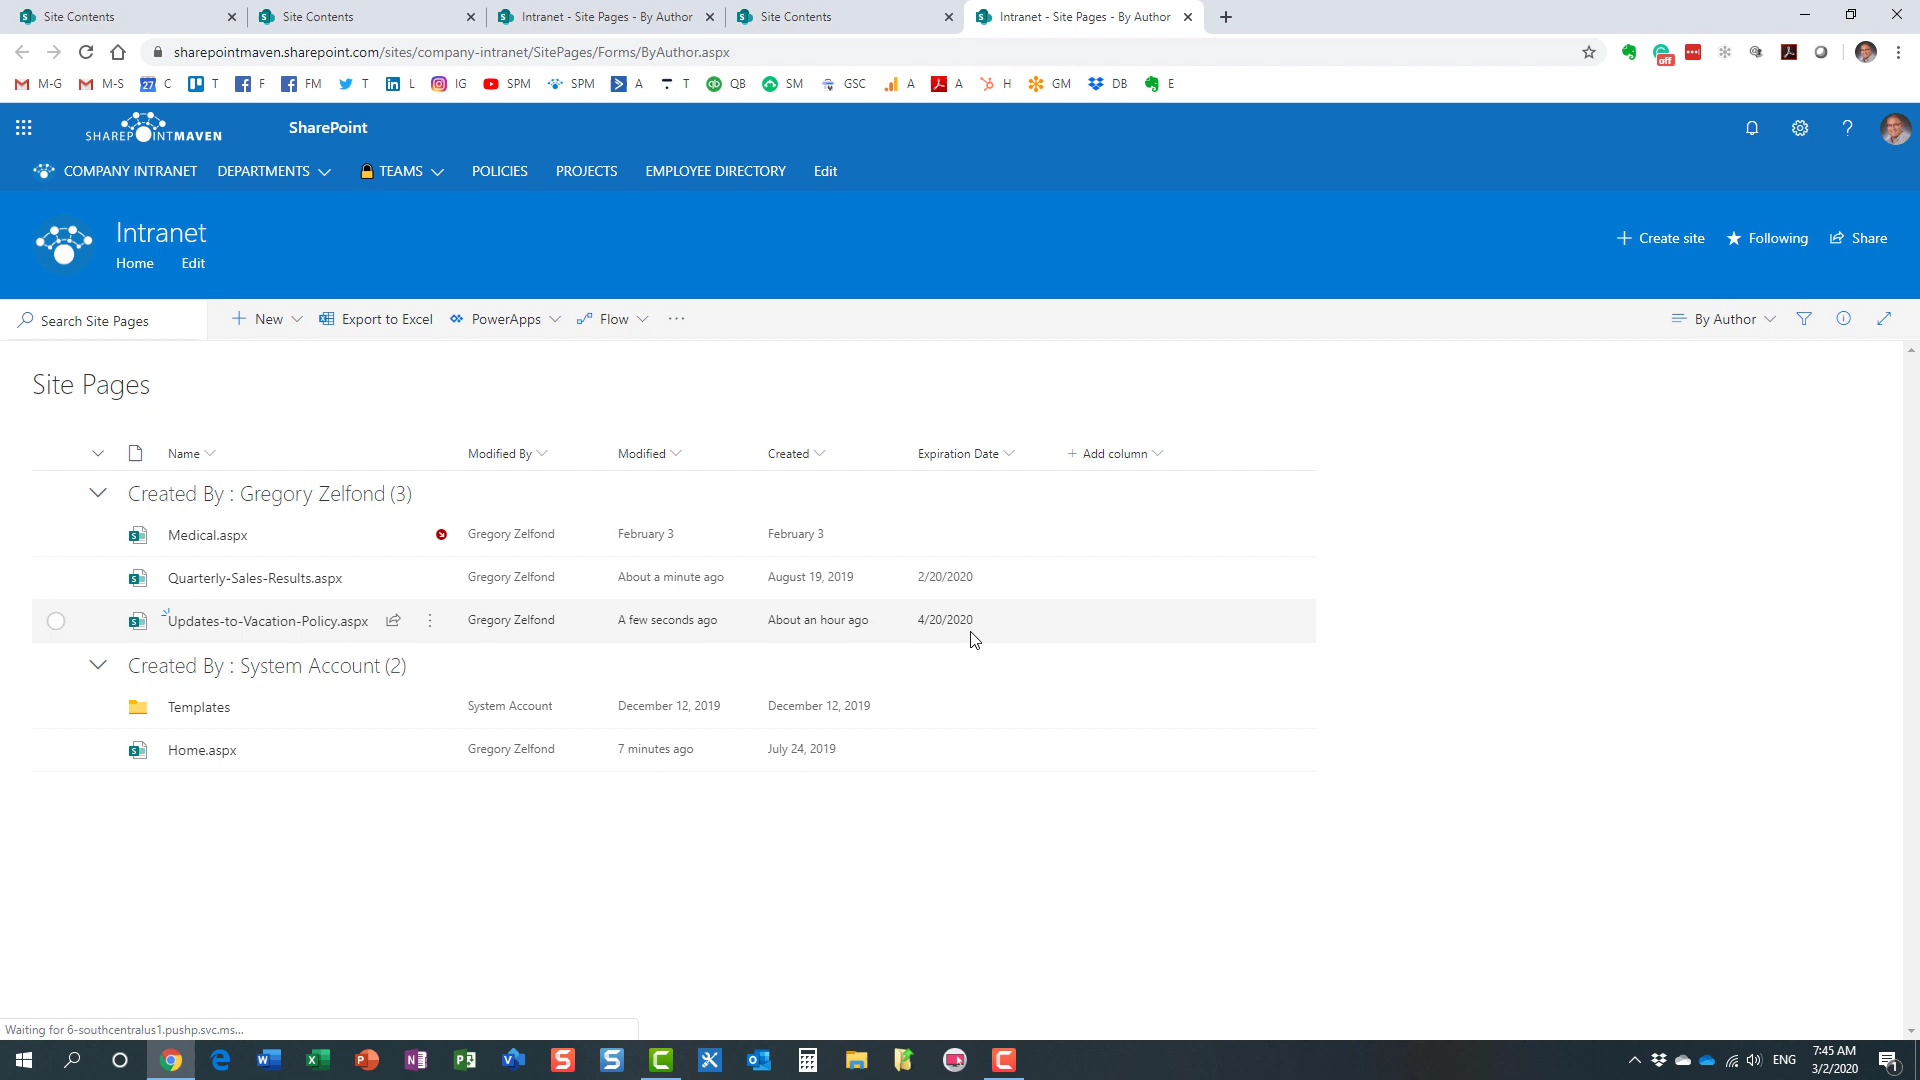 Site Contents
Site Contents
Intranet - Site Pages - By Author
Site Contents
Intranet - Site Pages - By Author
sharepointmaven.sharepoint.com/sites/company-intranet/SitePages/Forms/ByAuthor.aspx
off
M-G M-S 27 C T F FM T L IG SPM SPM A T QB SM GSC A A H GM DB E
SHAREPOINTMAVEN SharePoint
COMPANY INTRANET DEPARTMENTS TEAMS POLICIES PROJECTS EMPLOYEE DIRECTORY Edit
Intranet
Home Edit
Create site Following Share
Search Site Pages New Export to Excel PowerApps Flow ··· By Author
Site Pages
Name Modified By Modified Created Expiration Date + Add column
Created By : Gregory Zelfond (3)
Medical.aspx Gregory Zelfond February 3 February 3
Quarterly-Sales-Results.aspx Gregory Zelfond About a minute ago August 19, 2019 2/20/2020
Updates-to-Vacation-Policy.aspx Gregory Zelfond A few seconds ago About an hour ago 4/20/2020
Created By : System Account (2)
Templates System Account December 12, 2019 December 12, 2019
Home.aspx Gregory Zelfond 7 minutes ago July 24, 2019
Waiting for 6-southcentralus1.pushp.svc.ms...
ENG
7:45 AM
3/2/2020
1